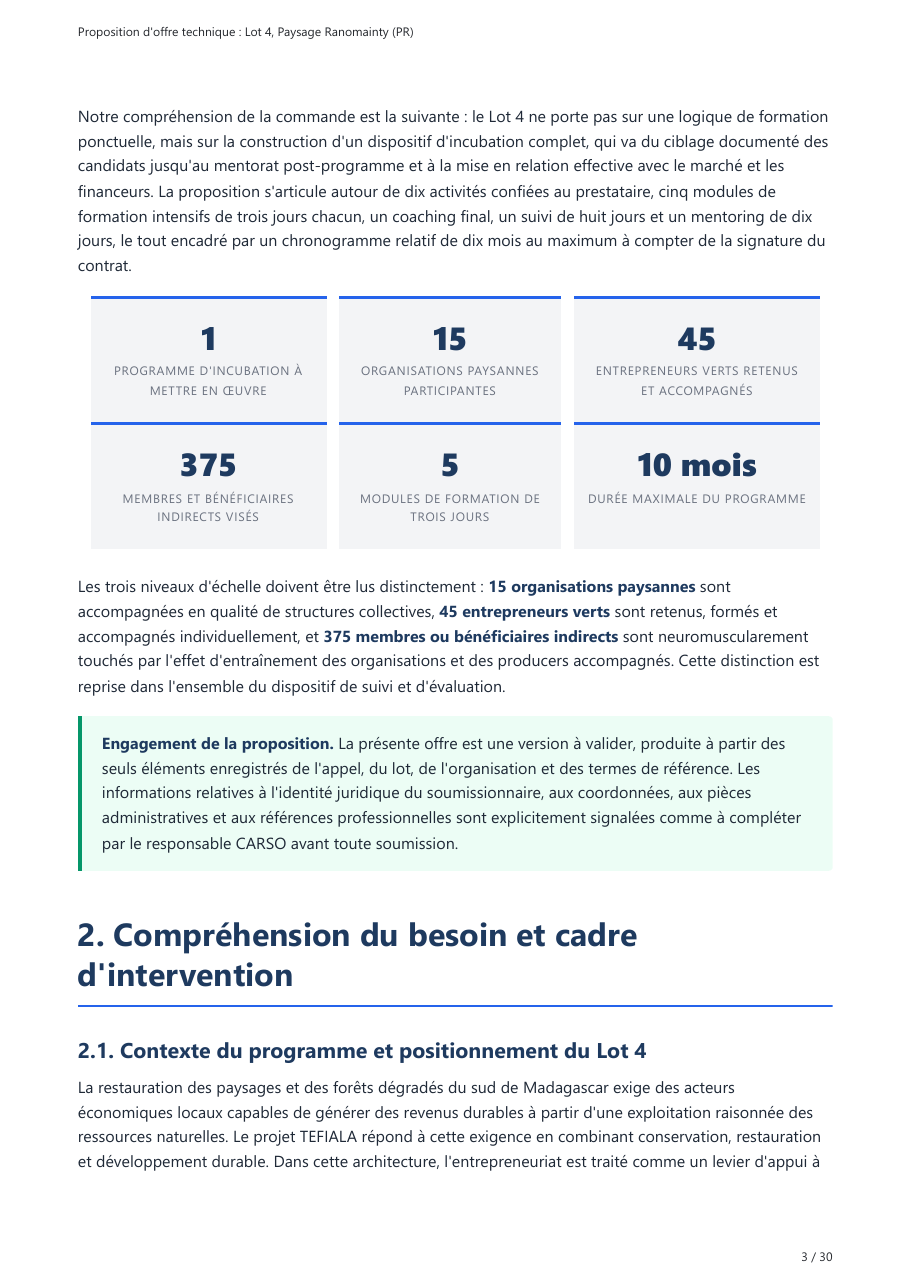 Proposition d'offre technique : Lot 4, Paysage Ranomainty (PR)
Notre compréhension de la commande est la suivante : le Lot 4 ne porte pas sur une logique de formation
ponctuelle, mais sur la construction d'un dispositif d'incubation complet, qui va du ciblage documenté des
candidats jusqu'au mentorat post-programme et à la mise en relation effective avec le marché et les
financeurs. La proposition s'articule autour de dix activités confiées au prestataire, cinq modules de
formation intensifs de trois jours chacun, un coaching final, un suivi de huit jours et un mentoring de dix
jours, le tout encadré par un chronogramme relatif de dix mois au maximum à compter de la signature du
contrat.
1
PROGRAMME D'INCUBATION À
METTRE EN ŒUVRE
15
ORGANISATIONS PAYSANNES
PARTICIPANTES
45
ENTREPRENEURS VERTS RETENUS
ET ACCOMPAGNÉS
375
MEMBRES ET BÉNÉFICIAIRES
INDIRECTS VISÉS
5
MODULES DE FORMATION DE
TROIS JOURS
10 mois
DURÉE MAXIMALE DU PROGRAMME
Les trois niveaux d'échelle doivent être lus distinctement : 15 organisations paysannes sont
accompagnées en qualité de structures collectives, 45 entrepreneurs verts sont retenus, formés et
accompagnés individuellement, et 375 membres ou bénéficiaires indirects sont neuromuscularement
touchés par l'effet d'entraînement des organisations et des producers accompagnés. Cette distinction est
reprise dans l'ensemble du dispositif de suivi et d'évaluation.
Engagement de la proposition. La présente offre est une version à valider, produite à partir des
seuls éléments enregistrés de l'appel, du lot, de l'organisation et des termes de référence. Les
informations relatives à l'identité juridique du soumissionnaire, aux coordonnées, aux pièces
administratives et aux références professionnelles sont explicitement signalées comme à compléter
par le responsable CARSO avant toute soumission.
2. Compréhension du besoin et cadre
d'intervention
2.1. Contexte du programme et positionnement du Lot 4
La restauration des paysages et des forêts dégradés du sud de Madagascar exige des acteurs
économiques locaux capables de générer des revenus durables à partir d'une exploitation raisonnée des
ressources naturelles. Le projet TEFIALA répond à cette exigence en combinant conservation, restauration
et développement durable. Dans cette architecture, l'entrepreneuriat est traité comme un levier d'appui à
3 / 30